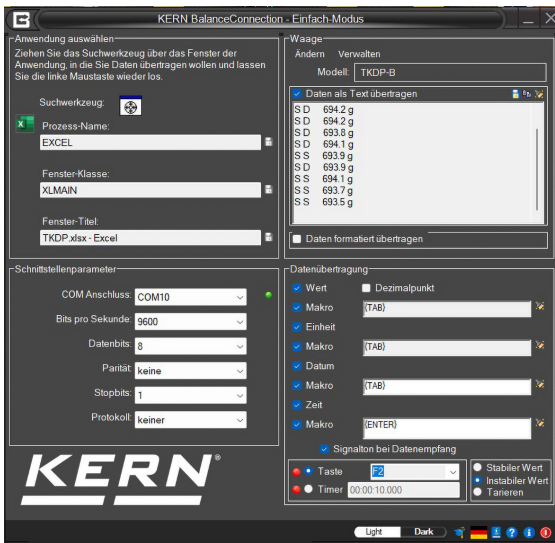 KERN BalanceConnection - Einfach-Modus
Anwendung auswählen
Ziehen Sie das Suchwerkzeug über das Fenster der
Anwendung, in die Sie Daten übertragen wollen und lassen
Sie die linke Maustaste wieder los.
Suchwerkzeug:
Prozess-Name:
EXCEL
Fenster-Klasse:
XLMAIN
Fenster-Titel:
TKDP.xlsx - Excel
Waage
Ändern Verwalten
Modell: TKDP-B
Daten als Text übertragen
S D 694.2 g
S D 694.2 g
S D 693.8 g
S D 694.1 g
S S 693.9 g
S D 693.9 g
S S 694.1 g
S S 693.7 g
S S 693.5 g
Daten formatiert übertragen
Schnittstellenparameter
COM Anschluss: COM10
Bits pro Sekunde: 9600
Datenbits: 8
Parität: keine
Stopbits: 1
Protokoll: keiner
KERN®
Datenübertragung
Wert Dezimalpunkt
Makro {TAB}
Einheit
Makro {TAB}
Datum
Makro {TAB}
Zeit
Makro {ENTER}
Signalton bei Datenempfang
Taste F2
Timer 00:00:10.000
Stabiler Wert
Instabiler Wert
Tarieren
Light Dark